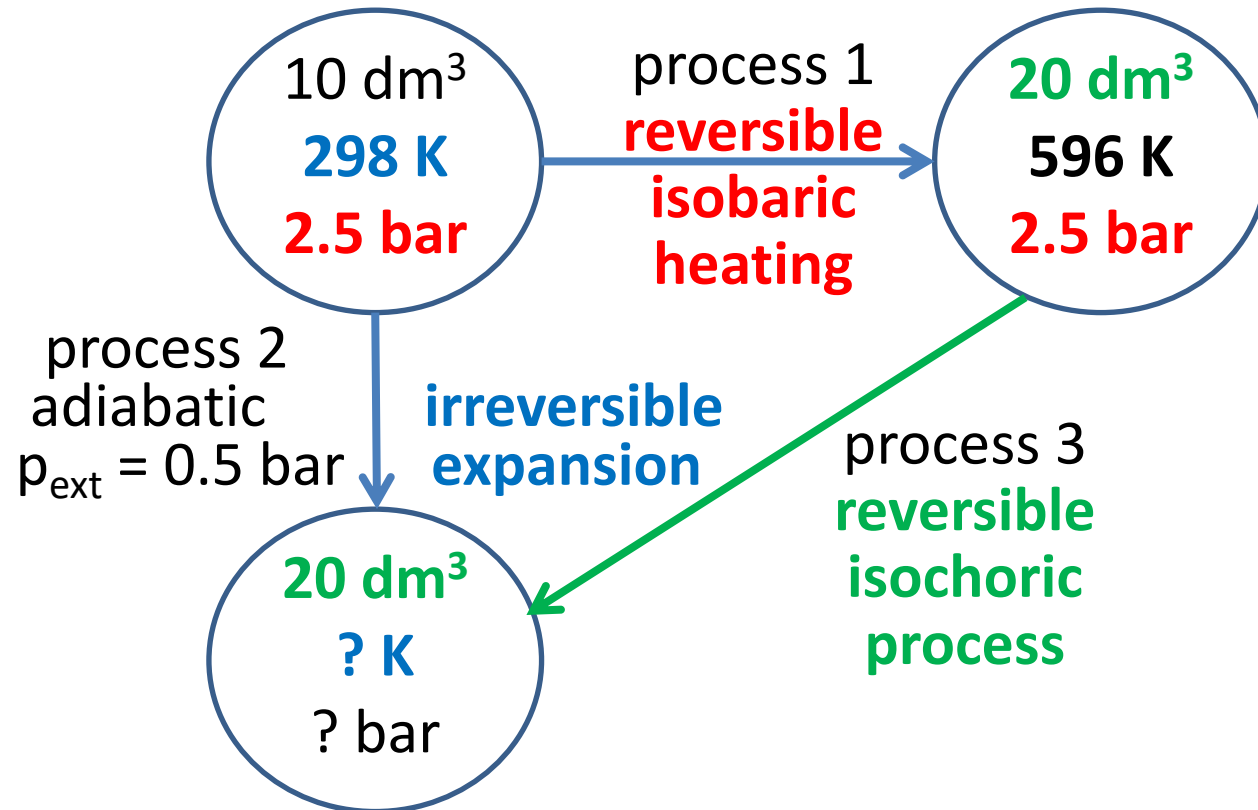 10 dm³
298 K
2.5 bar
process 1
reversible
isobaric
heating
20 dm³
596 K
2.5 bar
process 2
adiabatic
pext = 0.5 bar
irreversible
expansion
process 3
reversible
isochoric
process
20 dm³
? K
? bar